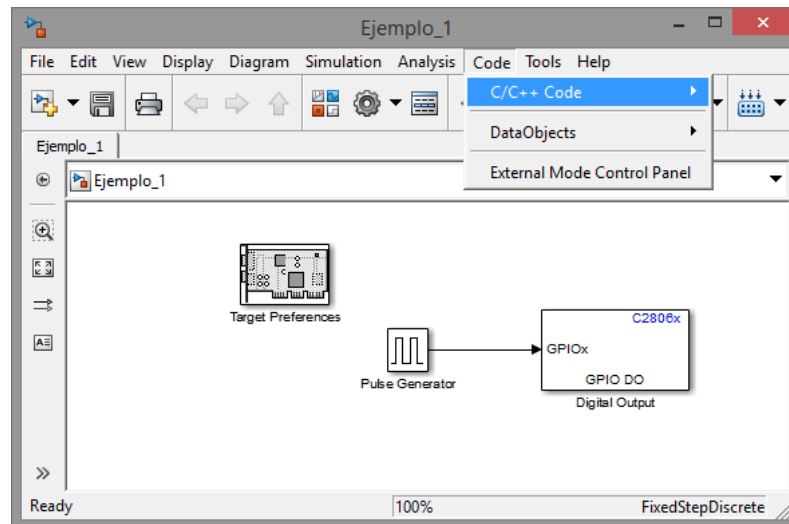 Ejemplo_1
File Edit View Display Diagram Simulation Analysis Code Tools Help
C/C++ Code
DataObjects
External Mode Control Panel
Ejemplo_1
Ejemplo_1
Target Preferences
Pulse Generator
C2806x
GPIOx
GPIO DO
Digital Output
Ready 100% FixedStepDiscrete